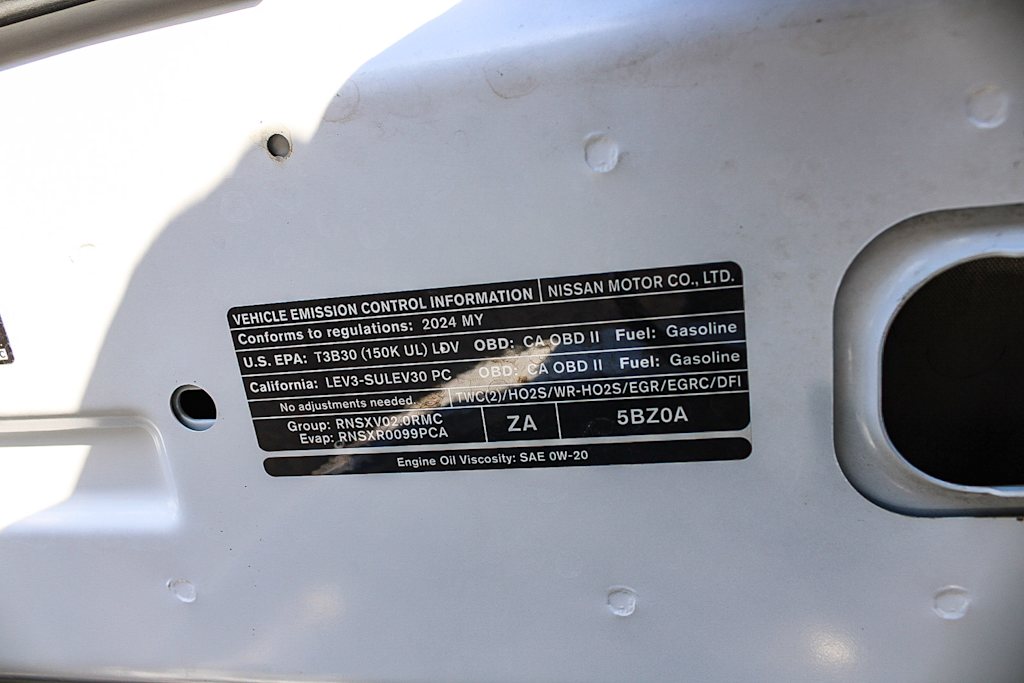 VEHICLE EMISSION CONTROL INFORMATION NISSAN MOTOR CO., LTD.
Conforms to regulations: 2024 MY
U.S. EPA: T3B30 (150K UL) LDV OBD: CA OBD II Fuel: Gasoline
California: LEV3-SULEV30 PC OBD: CA OBD II Fuel: Gasoline
No adjustments needed. TWC(2)/HO2S/WR-HO2S/EGR/EGRC/DFI
Group: RNSXV02.0RMC
Evap: RNSXR0099PCA
ZA
5BZ0A
Engine Oil Viscosity: SAE 0W-20